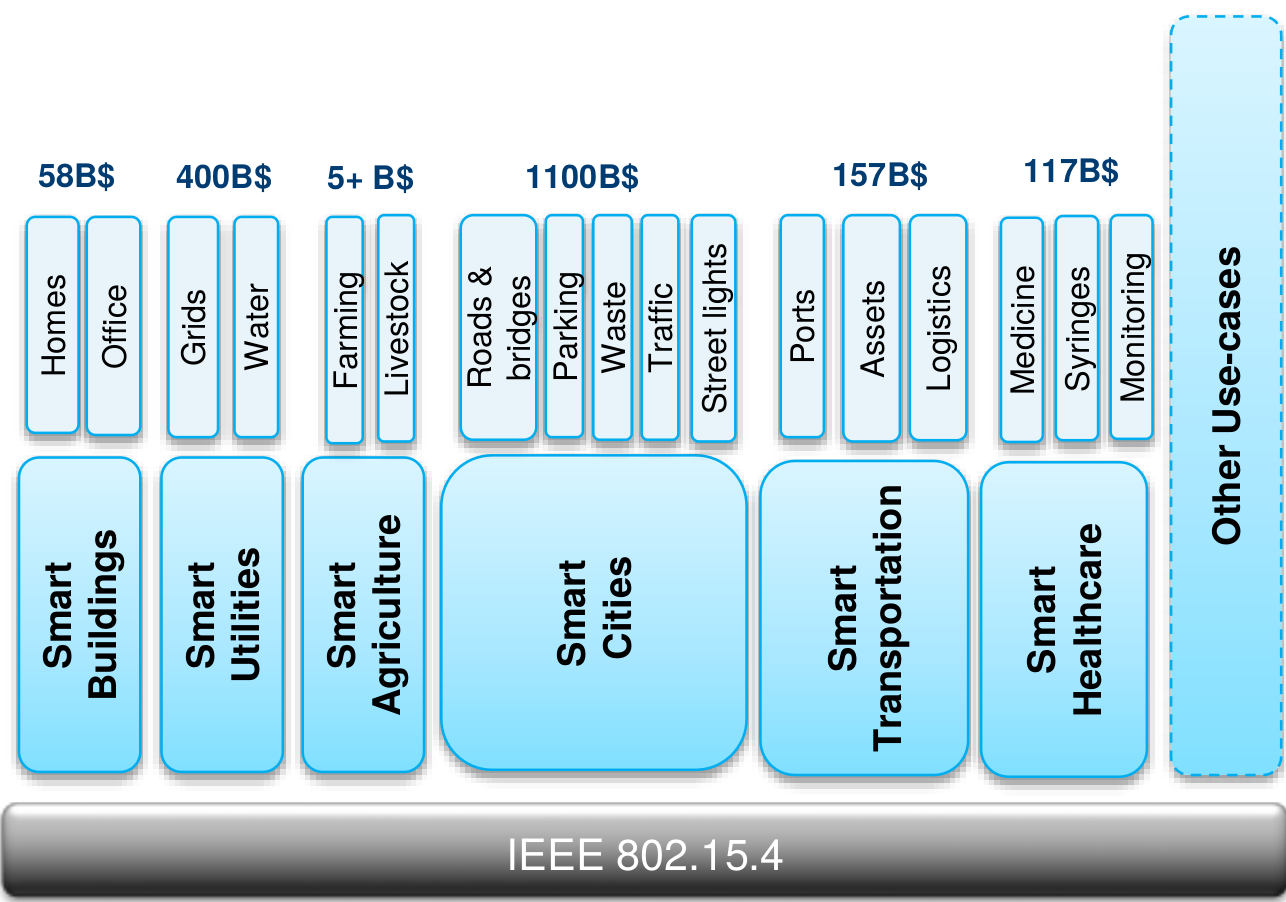 58B$
400B$
5+ B$
1100B$
157B$
117B$
Homes
Office
Grids
Water
Farming
Livestock
Roads &
bridges
Parking
Waste
Traffic
Street lights
Ports
Assets
Logistics
Medicine
Syringes
Monitoring
Smart
Buildings
Smart
Utilities
Smart
Agriculture
Smart
Cities
Smart
Transportation
Smart
Healthcare
Other Use-cases
IEEE 802.15.4